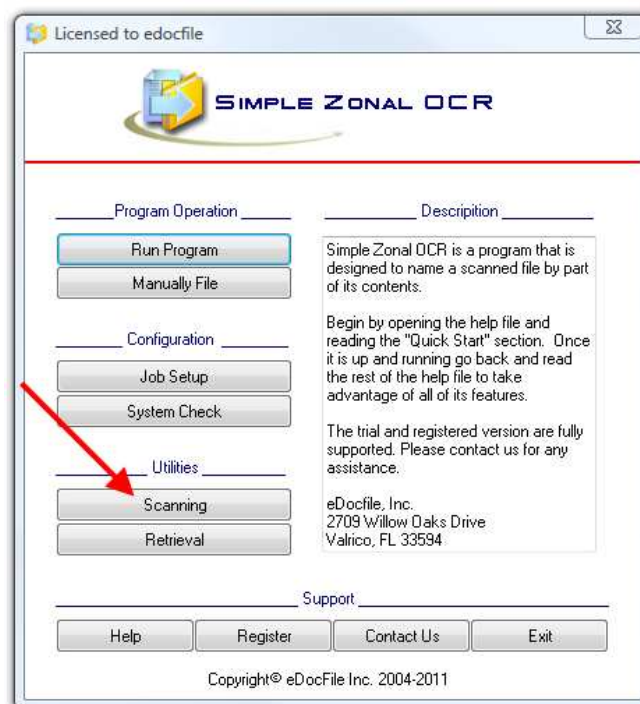 Licensed to edocfile
SIMPLE ZONAL OCR
Program Operation
Run Program
Manually File
Configuration
Job Setup
System Check
Utilities
Scanning
Retrieval
Descripition
Simple Zonal OCR is a program that is
designed to name a scanned file by part
of its contents.
Begin by opening the help file and
reading the "Quick Start" section. Once
it is up and running go back and read
the rest of the help file to take
advantage of all of its features.
The trial and registered version are fully
supported. Please contact us for any
assistance.
eDocfile, Inc.
2709 Willow Oaks Drive
Valrico, FL 33594
Support
Help Register Contact Us Exit
Copyright© eDocFile Inc. 2004-2011